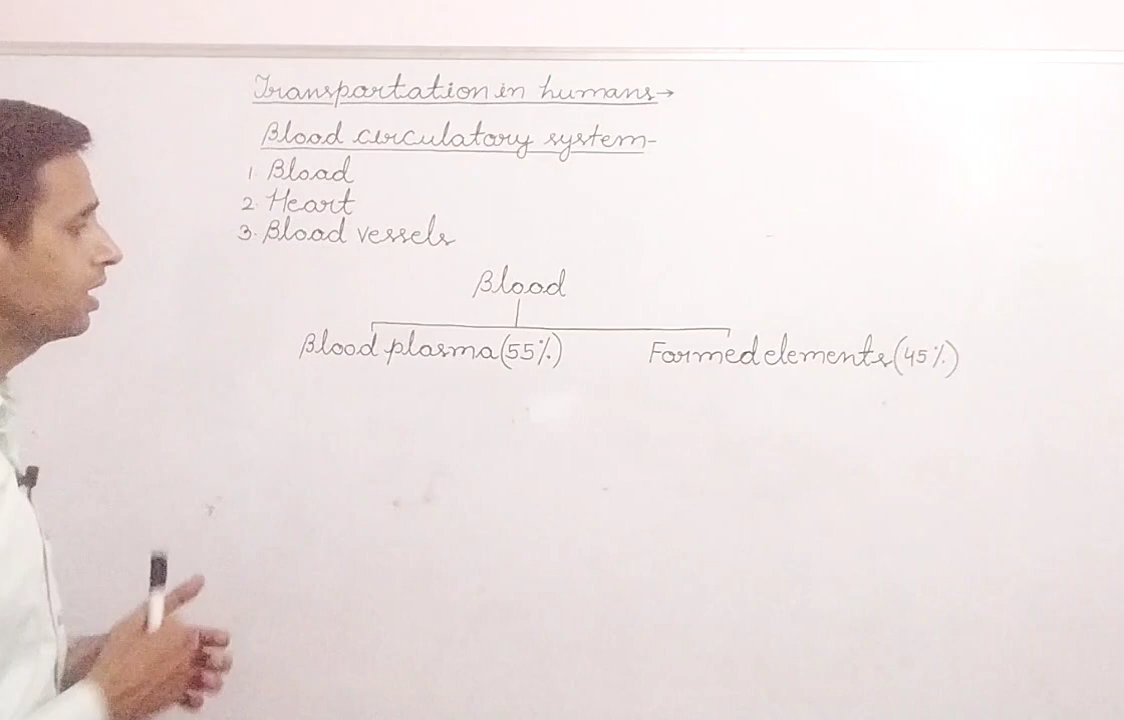 Transportation in humans→
Blood circulatory system-
1. Blood
2. Heart
3. Blood vessels
Blood
Blood plasma (55%) Formed elements (45%)